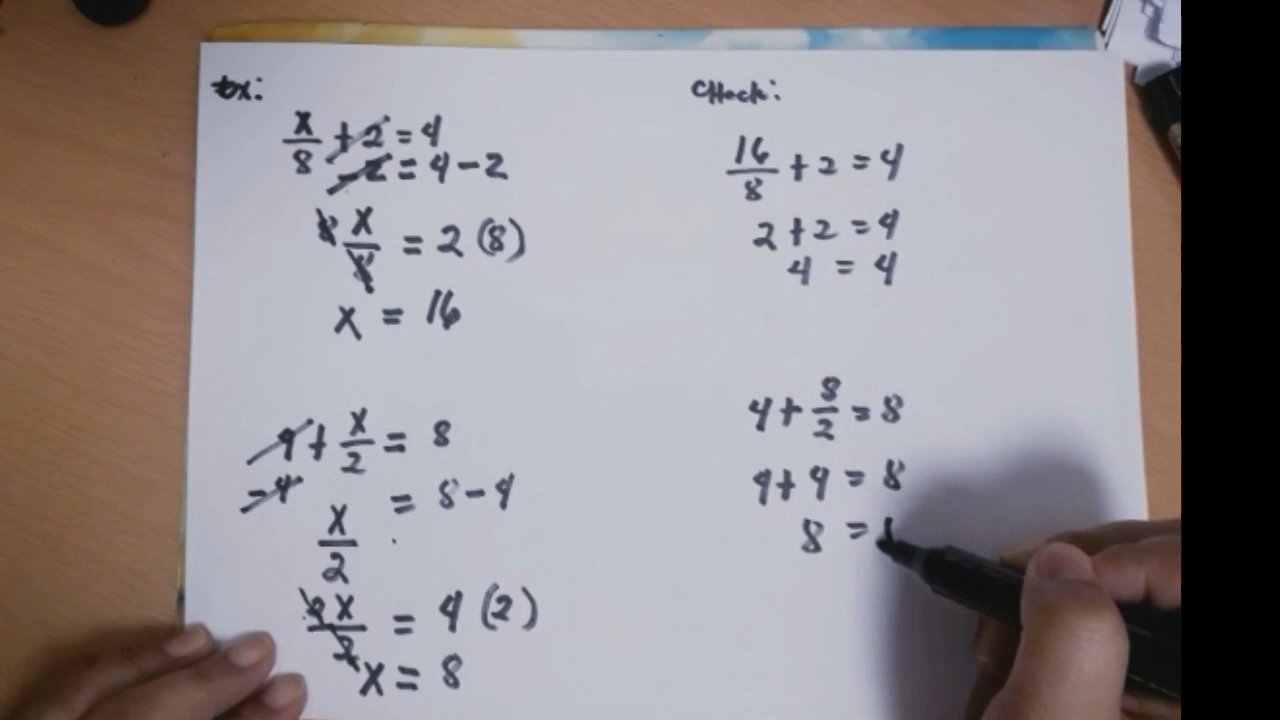 Ex:
x/8 + 2 = 4
- 2 = 4 - 2
8 x/8 = 2 (8)
x = 16
4 + x/2 = 8
-4 = 8 - 4
x/2
2x/2 = 4 (2)
x = 8
CHeck:
16/8 + 2 = 4
2 + 2 = 4
4 = 4
4 + 8/2 = 8
4 + 4 = 8
8 =